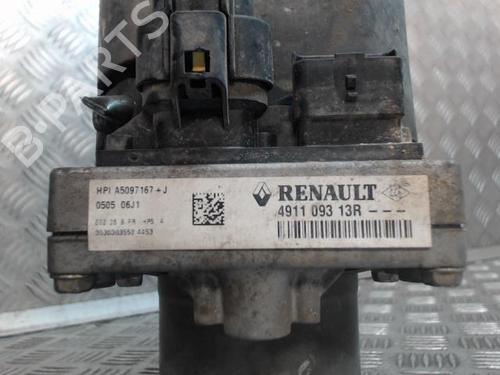 B-PARTS
HPI A5097167+J
0505 06J1
RENAULT
4911 093 13R ---